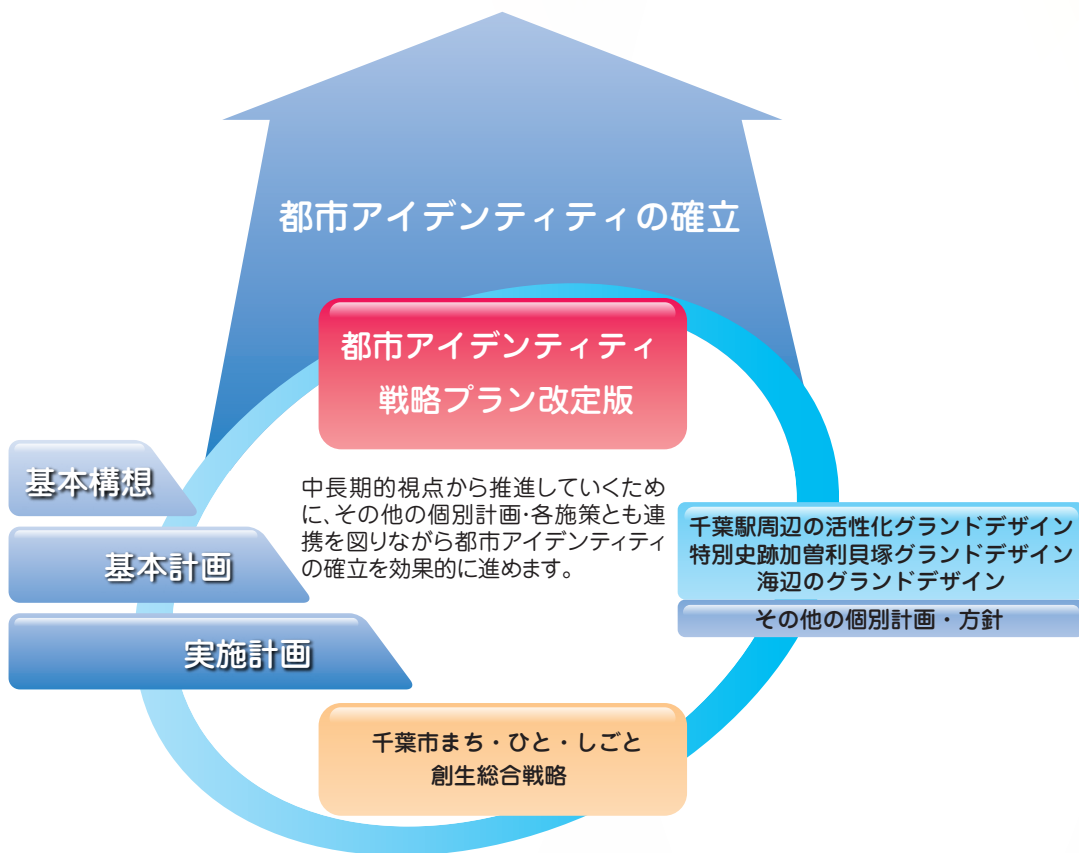 都市アイデンティティの確立
都市アイデンティティ
戦略プラン改定版
基本構想
基本計画
実施計画
中長期的視点から推進していくため
に、その他の個別計画・各施策とも連
携を図りながら都市アイデンティティ
の確立を効果的に進めます。
千葉駅周辺の活性化グランドデザイン
特別史跡加曽利貝塚グランドデザイン
海辺のグランドデザイン
その他の個別計画・方針
千葉市まち・ひと・しごと
創生総合戦略